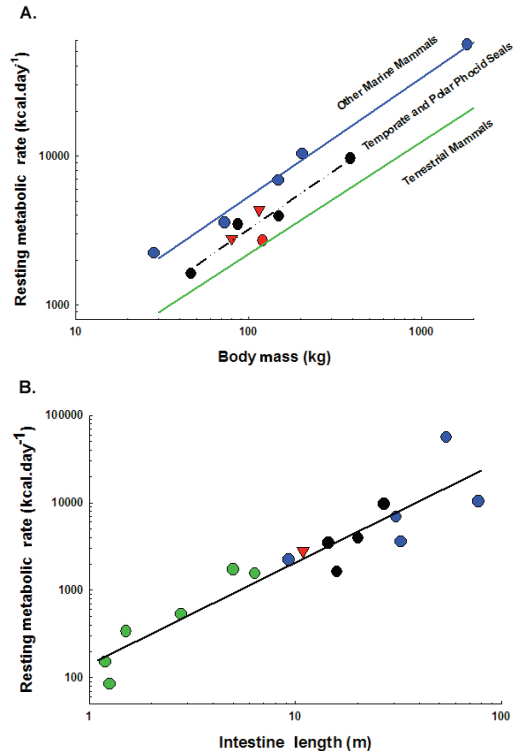 A.
Resting metabolic rate (kcal.day-1)
10000
1000
Other Marine Mammals
Temporate and Polar Phocid Seals
Terrestrial Mammals
10
100
1000
Body mass (kg)
B.
Resting metabolic rate (kcal.day-1)
100000
10000
1000
100
1
10
100
Intestine length (m)